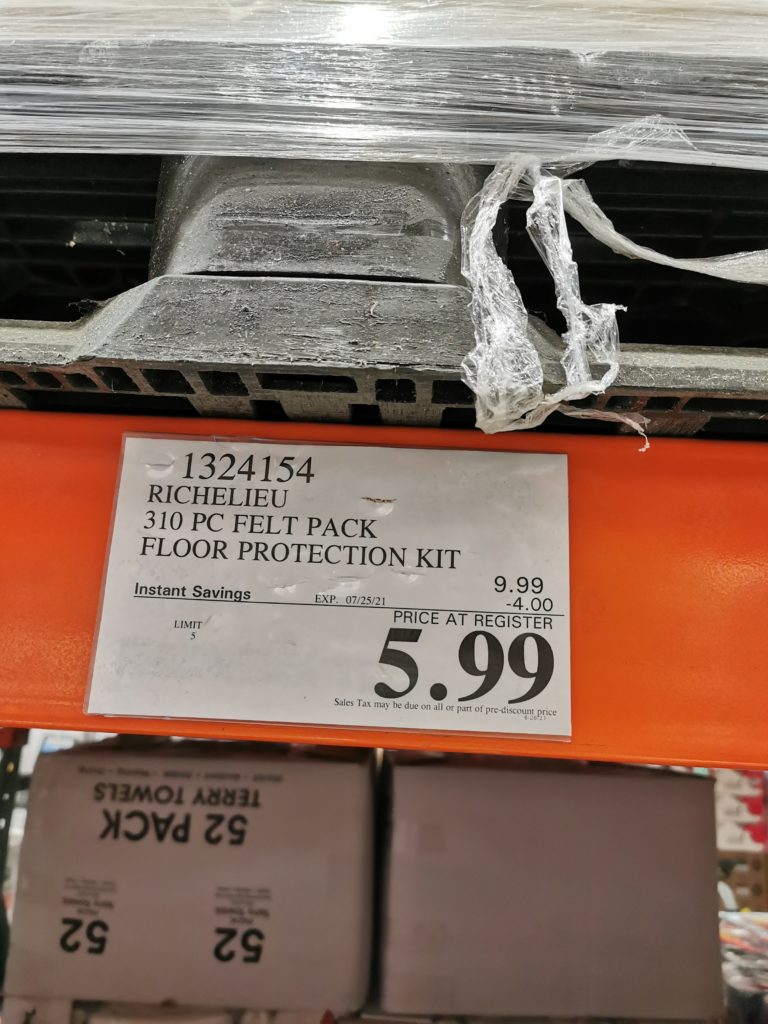 1324154
RICHELIEU
310 PC FELT PACK
FLOOR PROTECTION KIT
9.99
Instant Savings EXP. 07/25/21 -4.00
LIMIT
5
PRICE AT REGISTER
5.99
Sales Tax may be due on all or part of pre-discount price
52 PACK
TERRY TOWELS
52
52